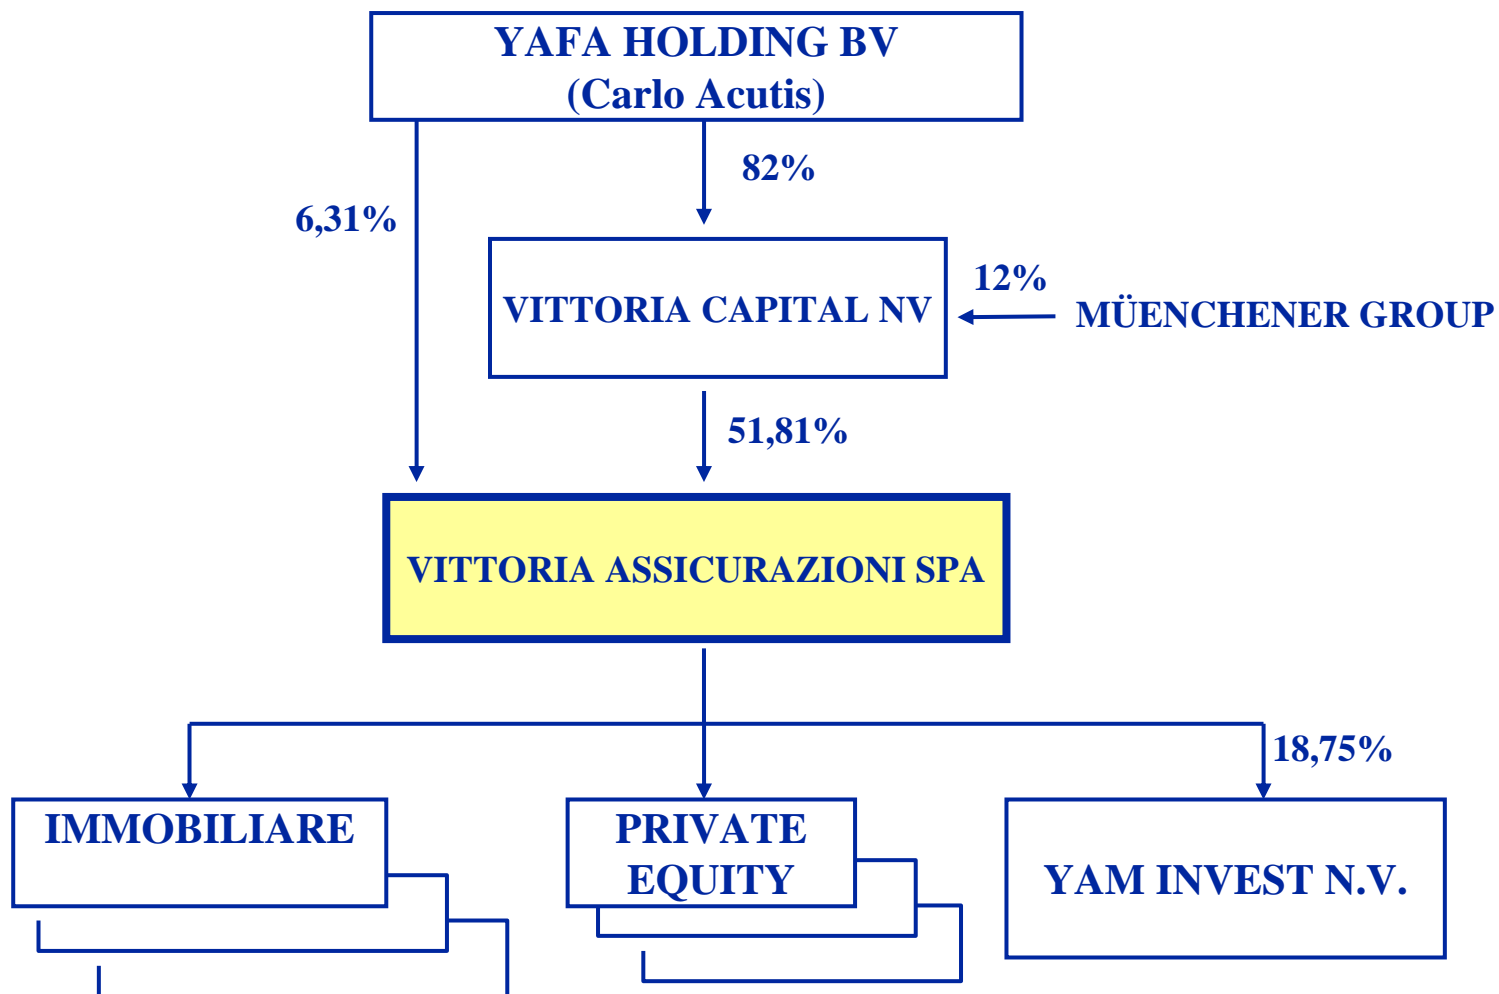 YAFA HOLDING BV
(Carlo Acutis)
82%
6,31%
12%
VITTORIA CAPITAL NV
MÜENCHENER GROUP
51,81%
VITTORIA ASSICURAZIONI SPA
18,75%
IMMOBILIARE
PRIVATE
EQUITY
YAM INVEST N.V.